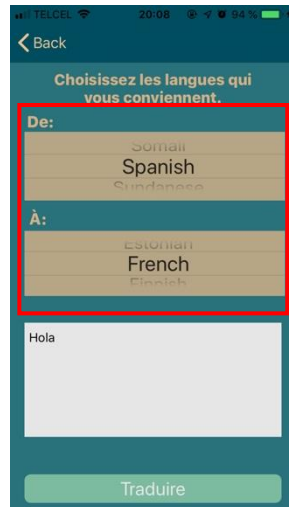 TELCEL 20:08 94 %
Back
Choisissez les langues qui
vous conviennent.
De:
Somali
Spanish
Sundanese
À:
Estonian
French
Finnish
Hola
Traduire